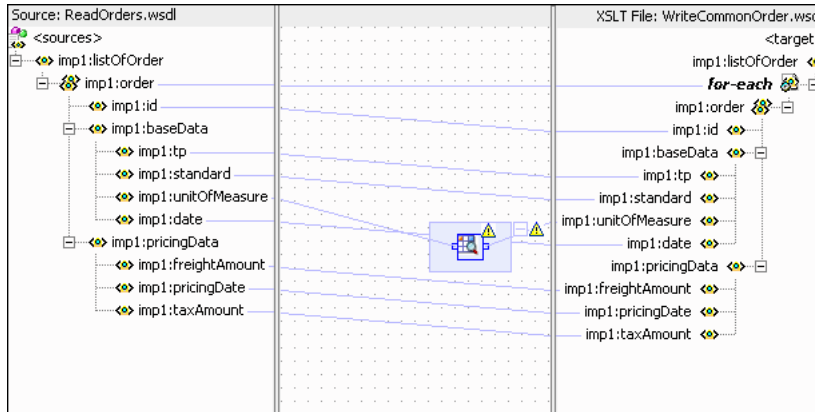 Source: ReadOrders.wsdl
<sources>
imp1:listOfOrder
imp1:order
imp1:id
imp1:baseData
imp1:tp
imp1:standard
imp1:unitOfMeasure
imp1:date
imp1:pricingData
imp1:freightAmount
imp1:pricingDate
imp1:taxAmount
XSLT File: WriteCommonOrder.wsd
<target
imp1:listOfOrder
for-each
imp1:order
imp1:id
imp1:baseData
imp1:tp
imp1:standard
imp1:unitOfMeasure
imp1:date
imp1:pricingData
imp1:freightAmount
imp1:pricingDate
imp1:taxAmount